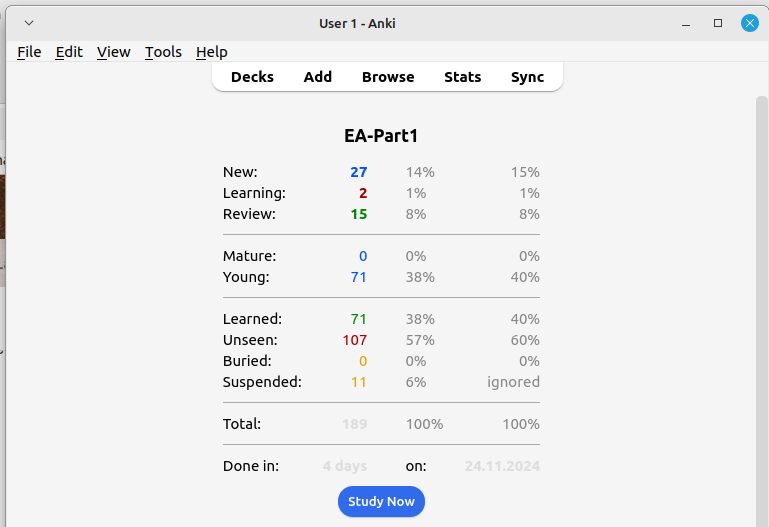 User 1 - Anki
File Edit View Tools Help
Decks Add Browse Stats Sync
EA-Part1
New: 27 14% 15%
Learning: 2 1% 1%
Review: 15 8% 8%
Mature: 0 0% 0%
Young: 71 38% 40%
Learned: 71 38% 40%
Unseen: 107 57% 60%
Buried: 0 0% 0%
Suspended: 11 6% ignored
Total: 189 100% 100%
Done in: 4 days on: 24.11.2024
Study Now